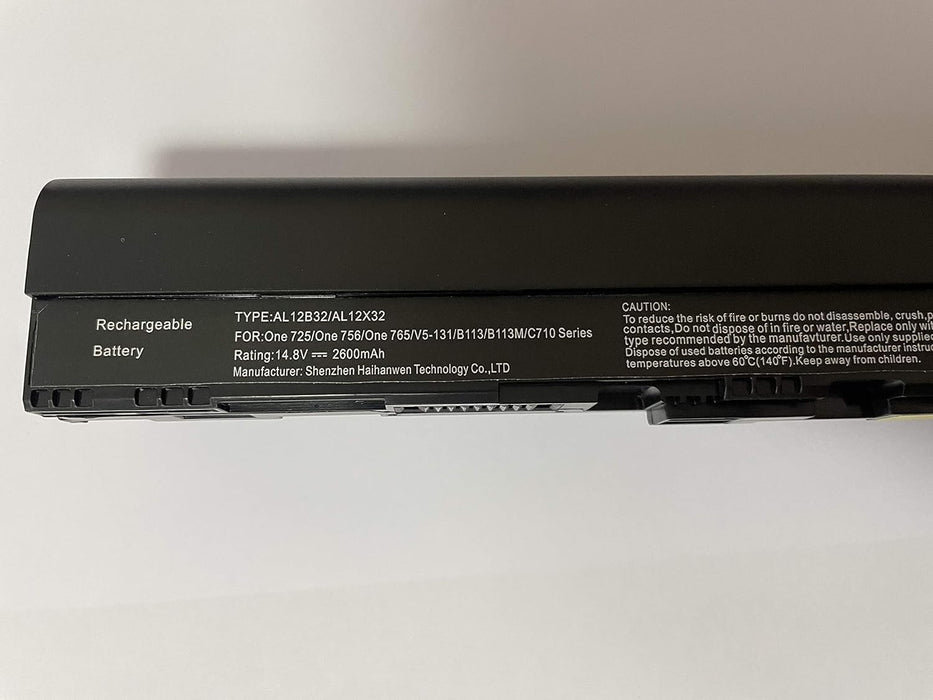 Rechargeable
Battery
TYPE:AL12B32/AL12X32
FOR:One 725/One 756/One 765/V5-131/B113/B113M/C710 Series
Rating:14.8V ⎓ 2600mAh
Manufacturer: Shenzhen Haihanwen Technology Co.,LTD
CAUTION:
To reduce the risk of fire or burns do not disassemble, crush,
contacts,Do not dispose of in fire or water,Replace only
type recommended by the manufavturer.Use only
Dispose of used batteries according to the manufacturer
temperatures above 60℃(140℉).Keep away from children.